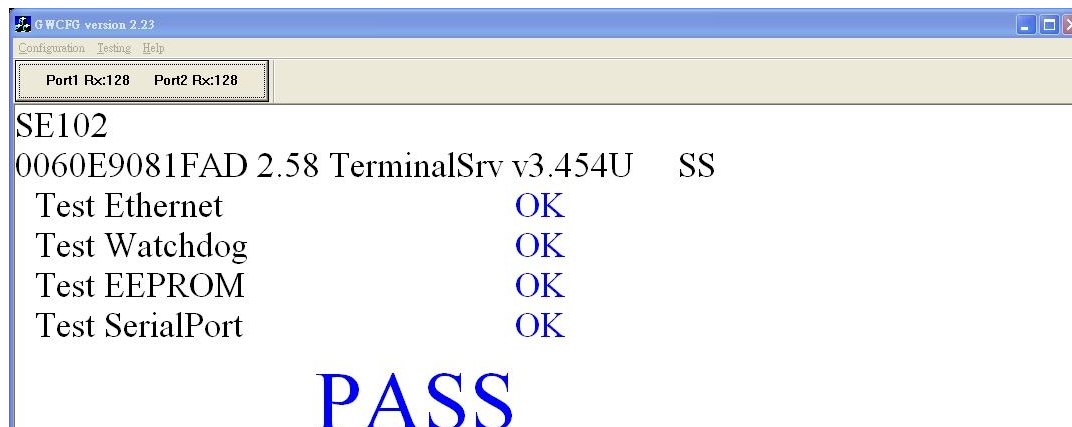 GWCFG version 2.23
Configuration Testing Help
Port1 Rx:128 Port2 Rx:128
SE102
0060E9081FAD 2.58 TerminalSrv v3.454U SS
Test Ethernet OK
Test Watchdog OK
Test EEPROM OK
Test SerialPort OK
PASS